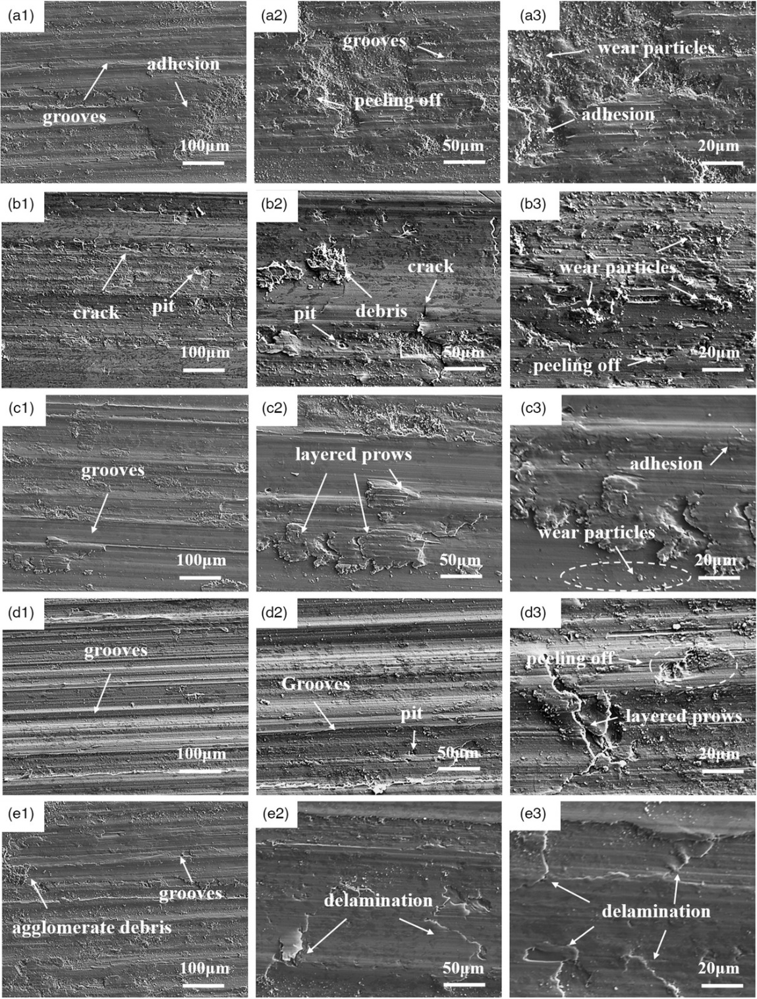 (a1)
adhesion
grooves
100μm
(a2)
grooves
peeling off
50μm
(a3)
wear particles
adhesion
20μm
(b1)
crack
pit
100μm
(b2)
crack
pit
debris
50μm
(b3)
wear particles
peeling off
20μm
(c1)
grooves
100μm
(c2)
layered prows
50μm
(c3)
adhesion
wear particles
20μm
(d1)
grooves
100μm
(d2)
Grooves
pit
50μm
(d3)
peeling off
layered prows
20μm
(e1)
grooves
agglomerate debris
100μm
(e2)
delamination
50μm
(e3)
delamination
20μm